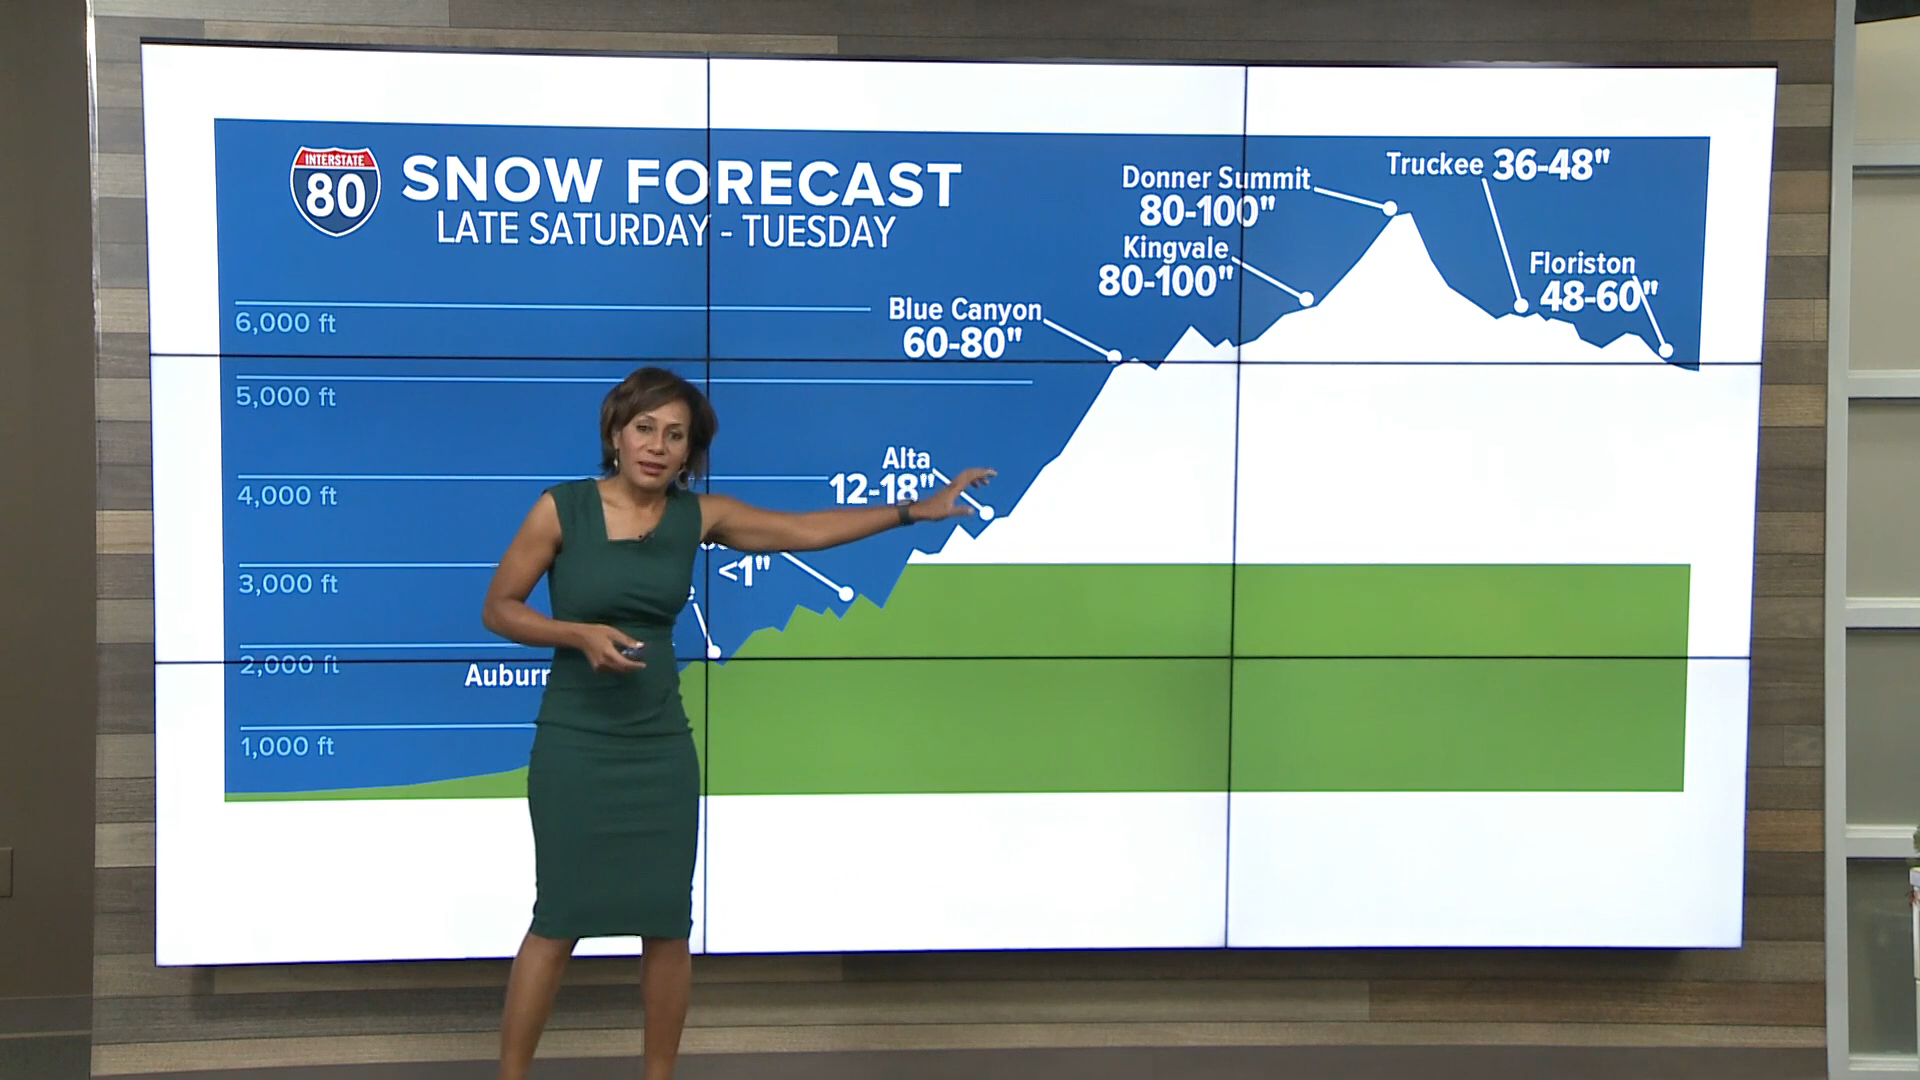 INTERSTATE
80
SNOW FORECAST
LATE SATURDAY - TUESDAY
Donner Summit
80-100"
Truckee 36-48"
Kingvale
80-100"
Floriston
48-60"
Blue Canyon
60-80"
6,000 ft
5,000 ft
Alta
12-18"
4,000 ft
<1"
3,000 ft
2,000 ft
1,000 ft